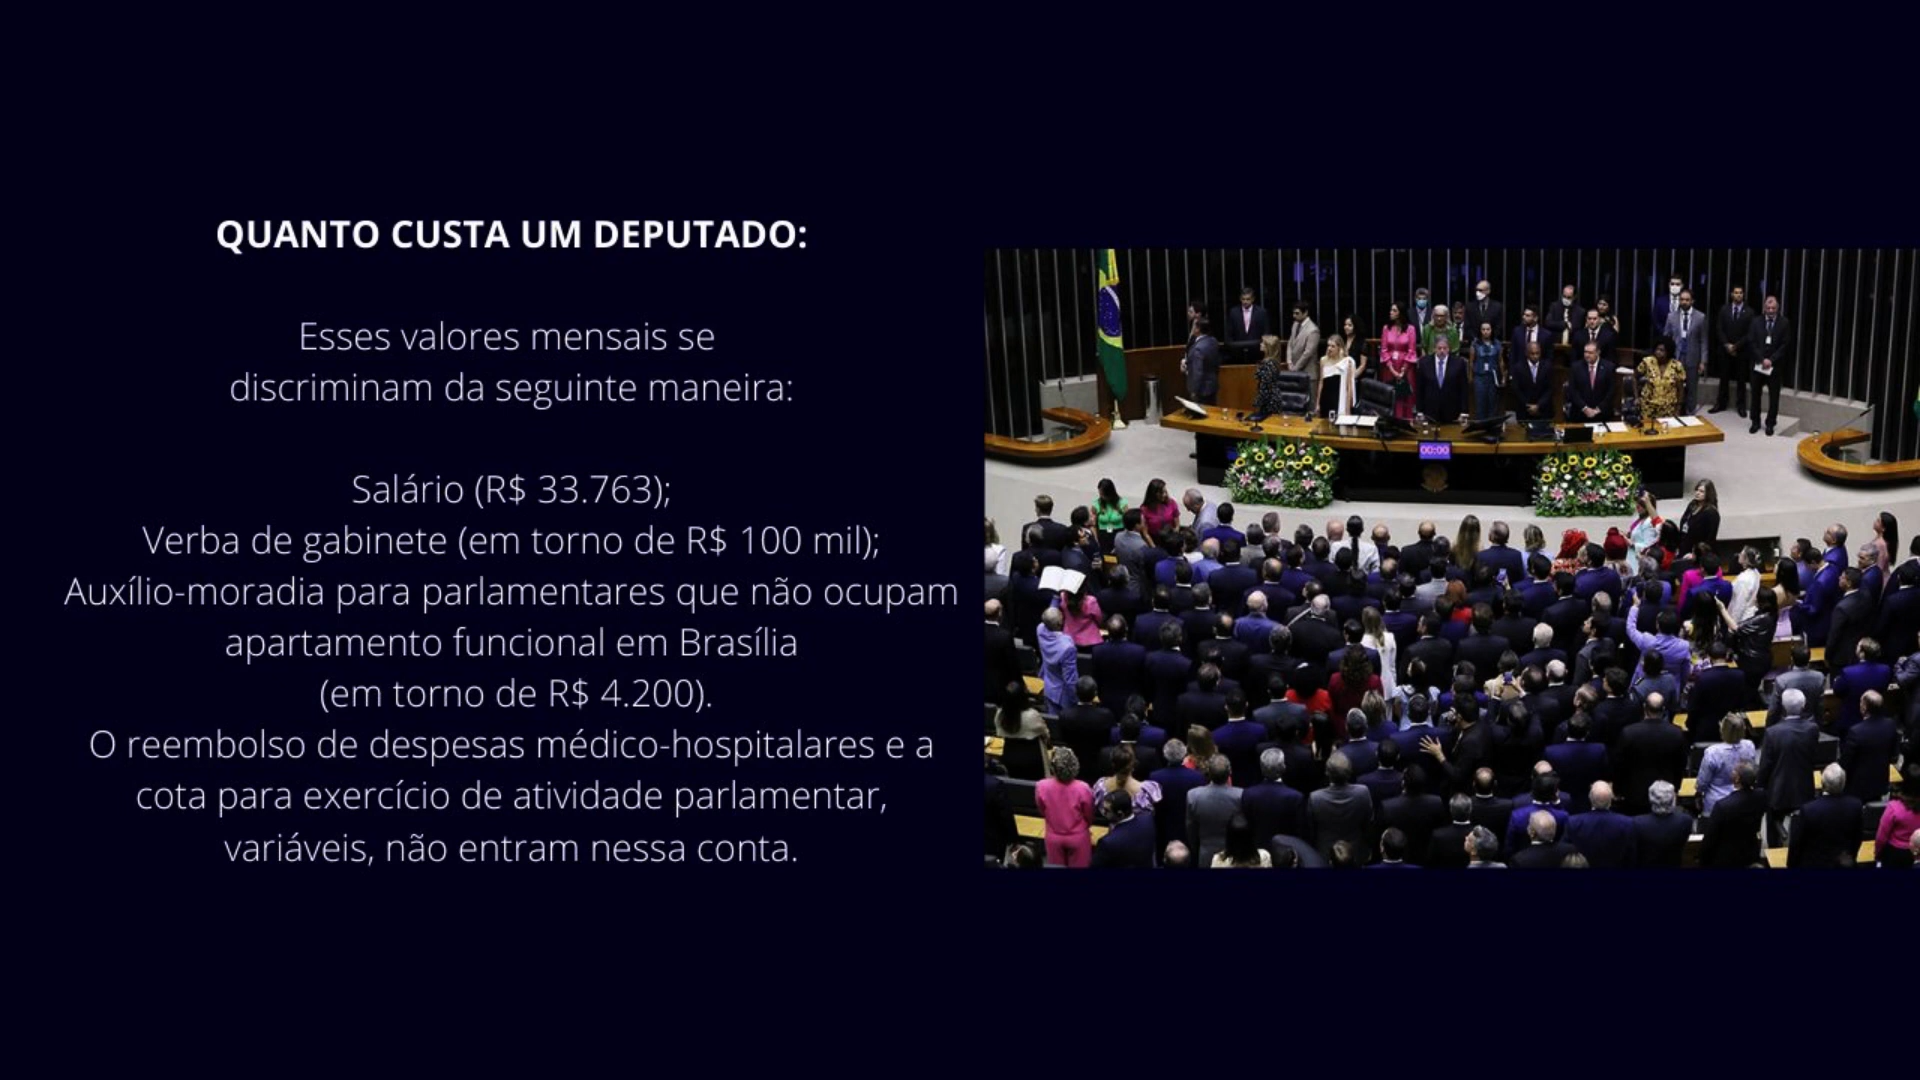 QUANTO CUSTA UM DEPUTADO:
Esses valores mensais se
discriminam da seguinte maneira:
Salário (R$ 33.763);
Verba de gabinete (em torno de R$ 100 mil);
Auxílio-moradia para parlamentares que não ocupam
apartamento funcional em Brasília
(em torno de R$ 4.200).
O reembolso de despesas médico-hospitalares e a
cota para exercício de atividade parlamentar,
variáveis, não entram nessa conta.
00:00